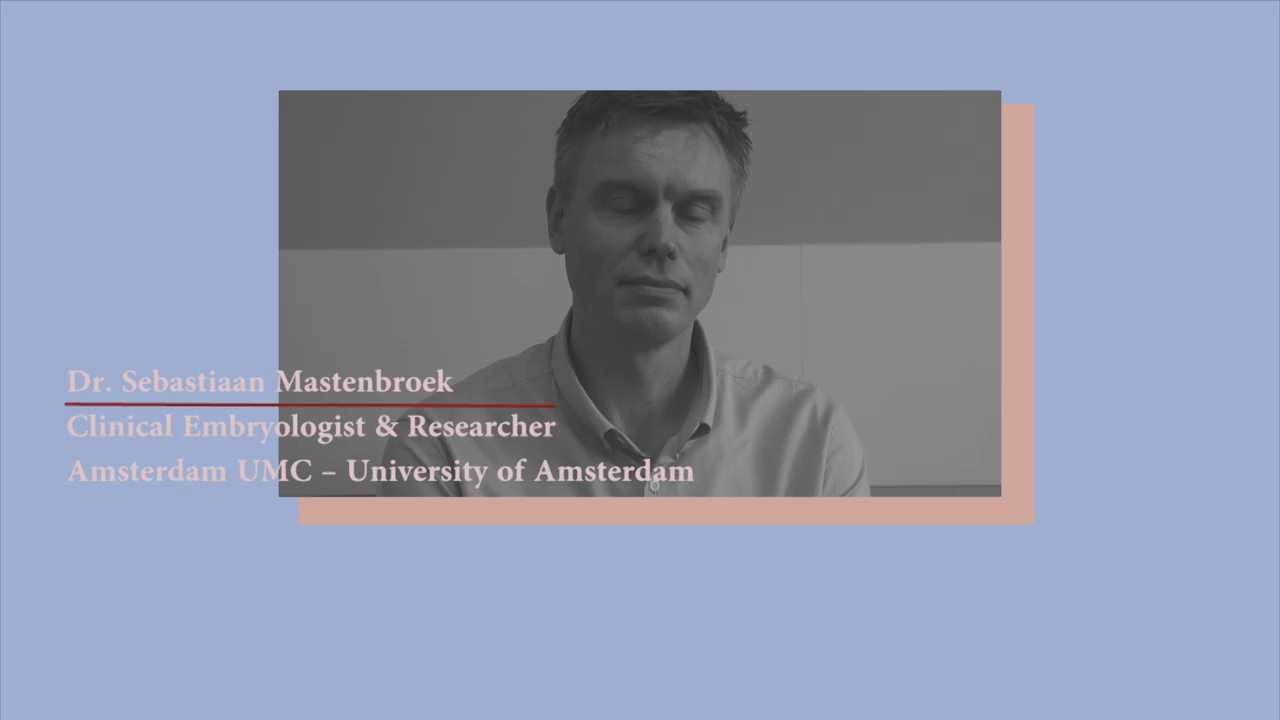 Dr. Sebastiaan Mastenbroek
Clinical Embryologist & Researcher
Amsterdam UMC – University of Amsterdam